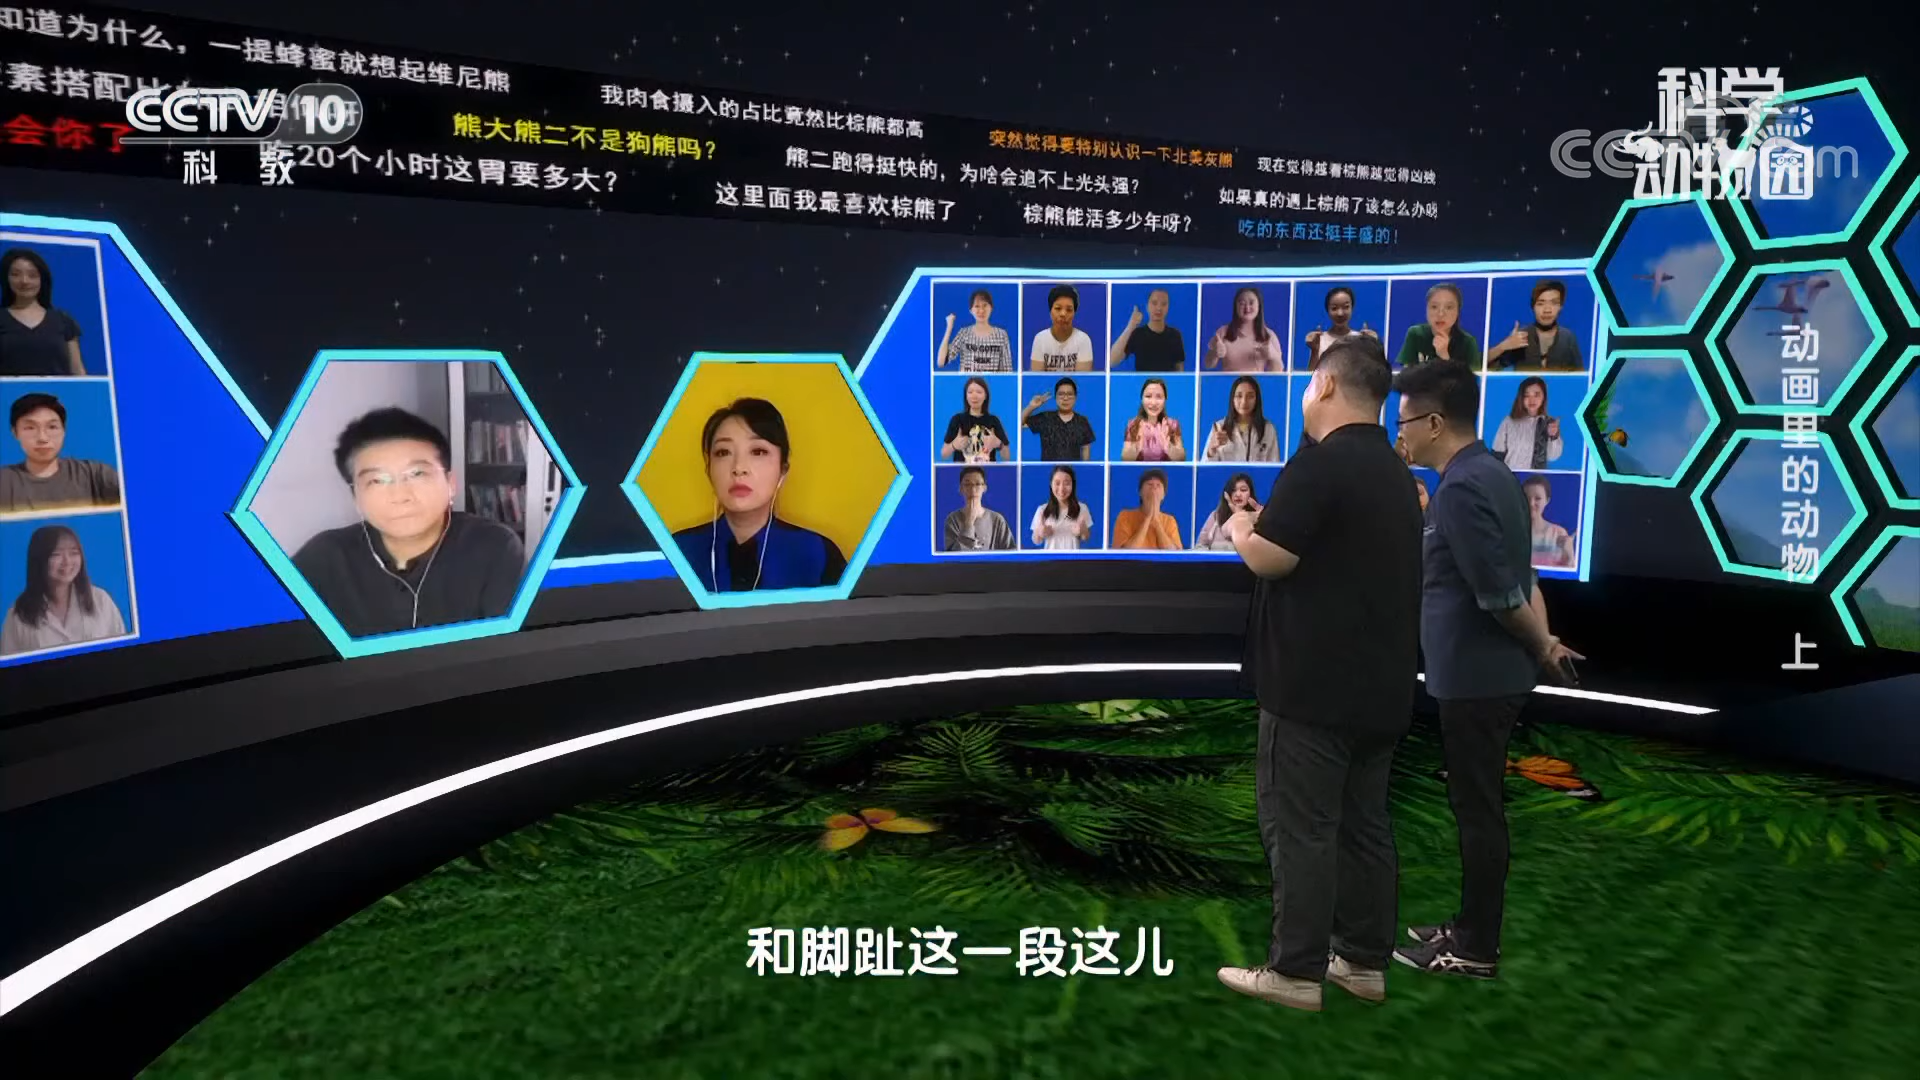 知道为什么，一提蜂蜜就想起维尼熊
我肉食摄入的占比竟然比棕熊都高
素搭配
突然觉得要特别认识一下北美灰熊
现在觉得越看棕熊越觉得凶残
会你了
熊大熊二不是狗熊吗？
熊二跑得挺快的，为啥会追不上光头强？
如果真的遇上棕熊了该怎么办呀
20个小时这胃要多大？
这里面我最喜欢棕熊了
棕熊能活多少年呀？
吃的东西还挺丰盛的！
CCTV 10
科教
科学
动物园
动画里的动物 上
SLEEPLESS
和脚趾这一段这儿